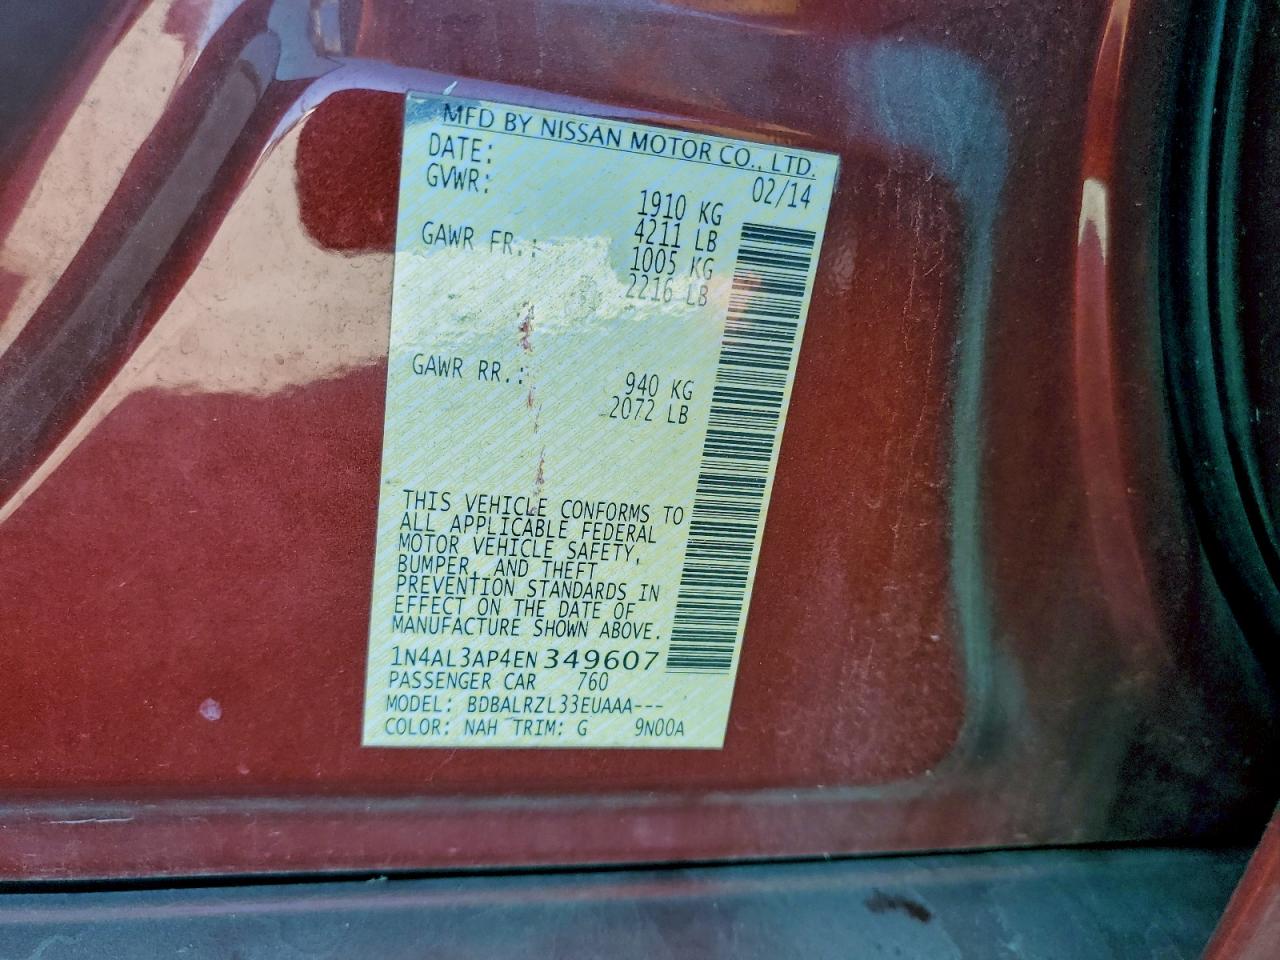 MFD BY NISSAN MOTOR CO., LTD.
DATE: 02/14
GVWR: 1910 KG
4211 LB
GAWR FR.: 1005 KG
2216 LB
GAWR RR.: 940 KG
2072 LB
THIS VEHICLE CONFORMS TO
ALL APPLICABLE FEDERAL
MOTOR VEHICLE SAFETY,
BUMPER, AND THEFT
PREVENTION STANDARDS IN
EFFECT ON THE DATE OF
MANUFACTURE SHOWN ABOVE.
1N4AL3AP4EN349607
PASSENGER CAR 760
MODEL: BDBALRZL33EUAAA---
COLOR: NAH TRIM: G 9N00A